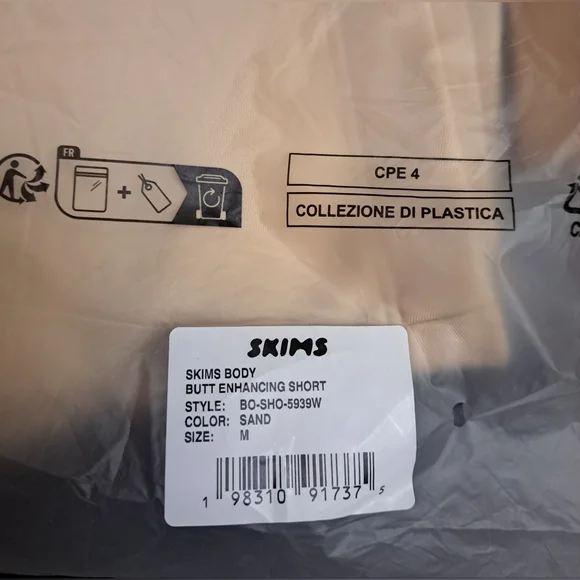 FR
+
CPE 4
COLLEZIONE DI PLASTICA
SKIMS
SKIMS BODY
BUTT ENHANCING SHORT
STYLE: BO-SHO-5939W
COLOR: SAND
SIZE: M
1 98310 91737 5